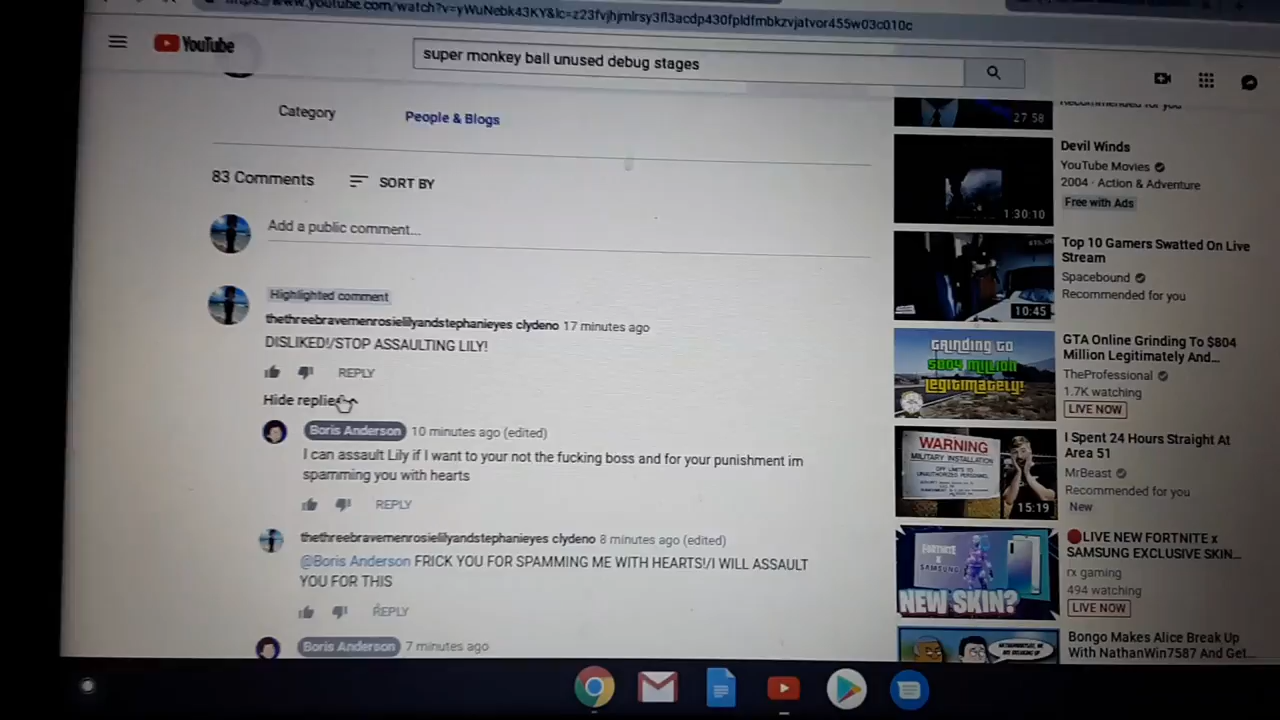 https://www.youtube.com/watch?v=yWuNebk43KY&lc=z23fvjhjmlrsy3fl3acdp430fpldfmbkzvjatvor455w03c010c
YouTube
super monkey ball unused debug stages
Category
People & Blogs
83 Comments
SORT BY
Add a public comment...
Highlighted comment
thethreebravemenrosielilyandstephanieyes clydeno 17 minutes ago
DISLIKED!/STOP ASSAULTING LILY!
REPLY
Hide replies
Boris Anderson 10 minutes ago (edited)
I can assault Lily if I want to your not the fucking boss and for your punishment im
spamming you with hearts
REPLY
thethreebravemenrosielilyandstephanieyes clydeno 8 minutes ago (edited)
@Boris Anderson FRICK YOU FOR SPAMMING ME WITH HEARTS!/I WILL ASSAULT
YOU FOR THIS
REPLY
Boris Anderson 7 minutes ago
Recommended for you
27:58
Devil Winds
YouTube Movies
2004 · Action & Adventure
Free with Ads
1:30:10
Top 10 Gamers Swatted On Live
Stream
Spacebound
Recommended for you
10:45
GRINDING TO
$804 MILLION
LEGITIMATELY!
GTA Online Grinding To $804
Million Legitimately And...
TheProfessional
1.7K watching
LIVE NOW
WARNING
MILITARY INSTALLATION
15:19
I Spent 24 Hours Straight At
Area 51
MrBeast
Recommended for you
New
FORTNITE
x
SAMSUNG
NEW SKIN?
LIVE NEW FORTNITE x
SAMSUNG EXCLUSIVE SKIN...
rx gaming
494 watching
LIVE NOW
Bongo Makes Alice Break Up
With NathanWin7587 And Get...